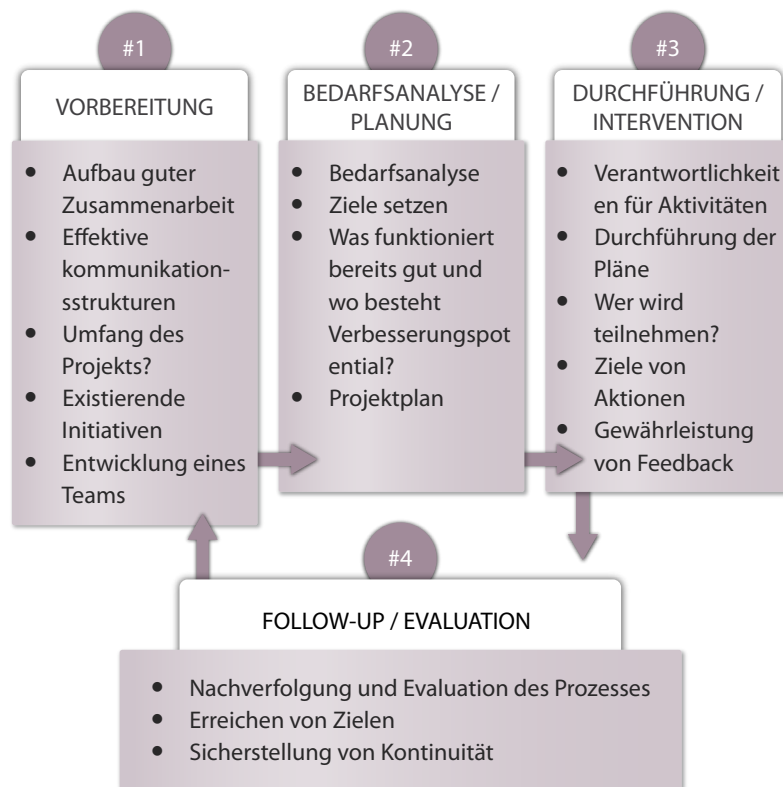 #1
VORBEREITUNG
• Aufbau guter
Zusammenarbeit
• Effektive
kommunikation-
sstrukturen
• Umfang des
Projekts?
• Existierende
Initiativen
• Entwicklung eines
Teams
#2
BEDARFSANALYSE /
PLANUNG
• Bedarfsanalyse
• Ziele setzen
• Was funktioniert
bereits gut und
wo besteht
Verbesserungspot
ential?
• Projektplan
#3
DURCHFÜHRUNG /
INTERVENTION
• Verantwortlichkeit
en für Aktivitäten
• Durchführung der
Pläne
• Wer wird
teilnehmen?
• Ziele von
Aktionen
• Gewährleistung
von Feedback
#4
FOLLOW-UP / EVALUATION
• Nachverfolgung und Evaluation des Prozesses
• Erreichen von Zielen
• Sicherstellung von Kontinuität